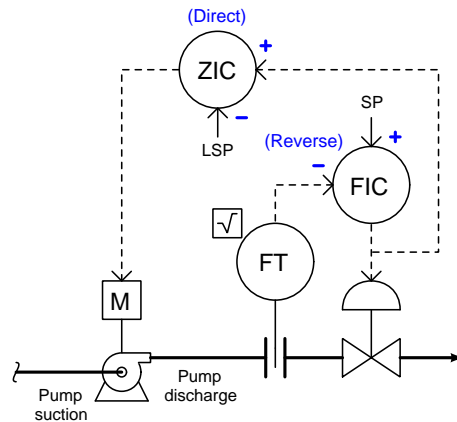 (Direct)
+
ZIC
–
LSP
SP
(Reverse)
+
–
FIC
√
FT
M
Pump
suction
Pump
discharge